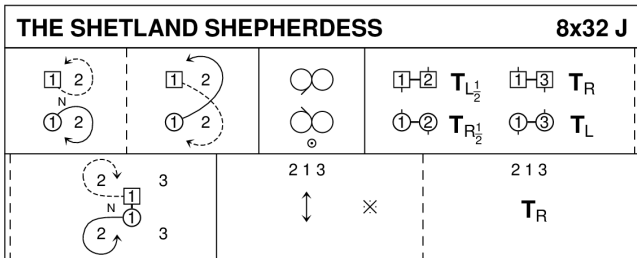 THE SHETLAND SHEPHERDESS 8x32 J
1 2 1 2 1 2 T L 1/2 1 3 T R
N
1 2 1 2 1 2 T R 1/2 1 3 T L
2 3 2 1 3 2 1 3
1
N 1 T R
2 3